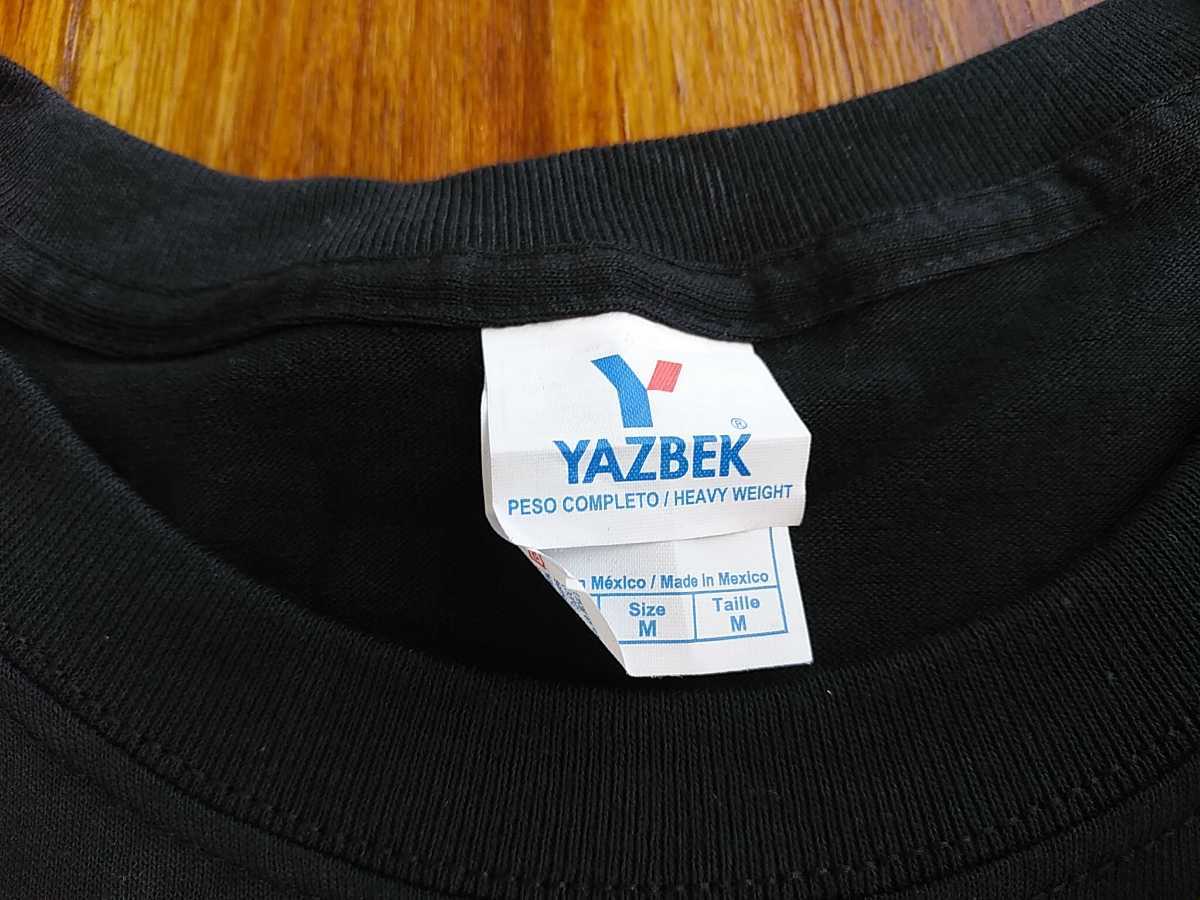 YAZBEK®
PESO COMPLETO / HEAVY WEIGHT
México / Made in Mexico
Size Taille
M M